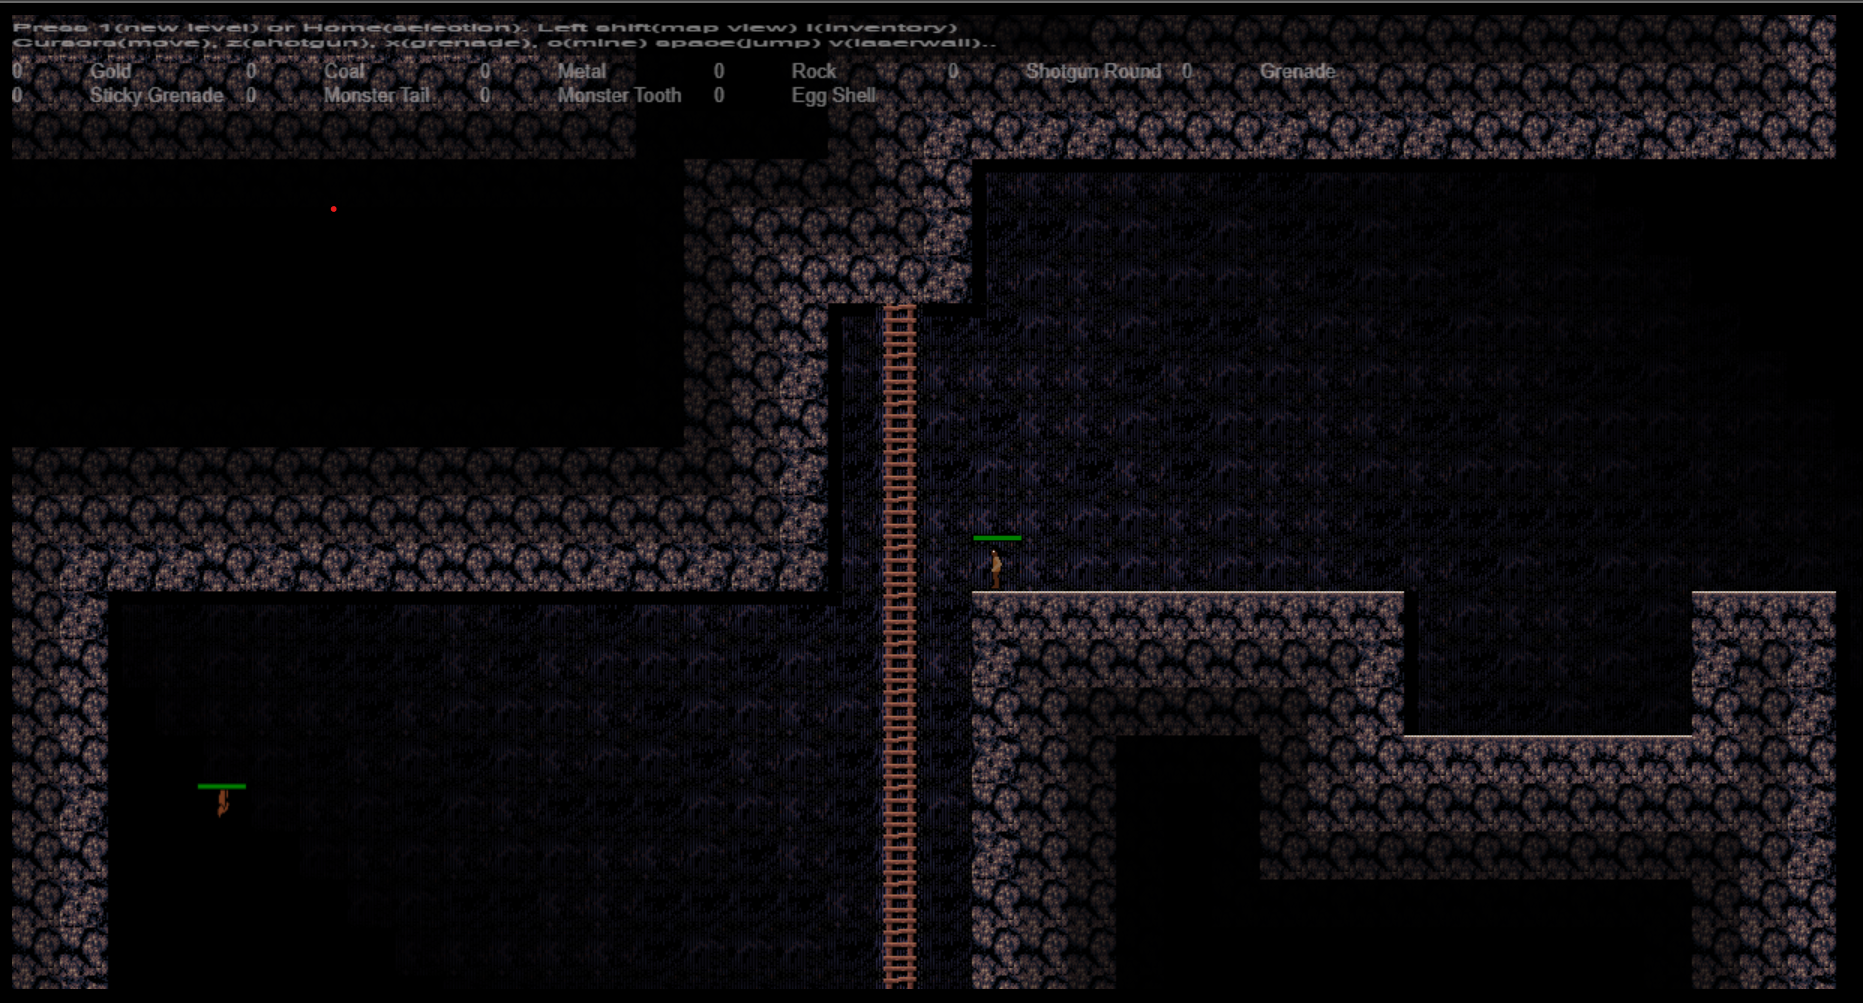 Press 1(new level) or Home(selection). Left shift(map view) I(Inventory)
Cursors(move), z(shotgun), x(grenade), c(mine) space(jump) v(laserwall)..
0 Gold 0 Coal 0 Metal 0 Rock 0 Shotgun Round 0 Grenade
0 Sticky Grenade 0 Monster Tail 0 Monster Tooth 0 Egg Shell